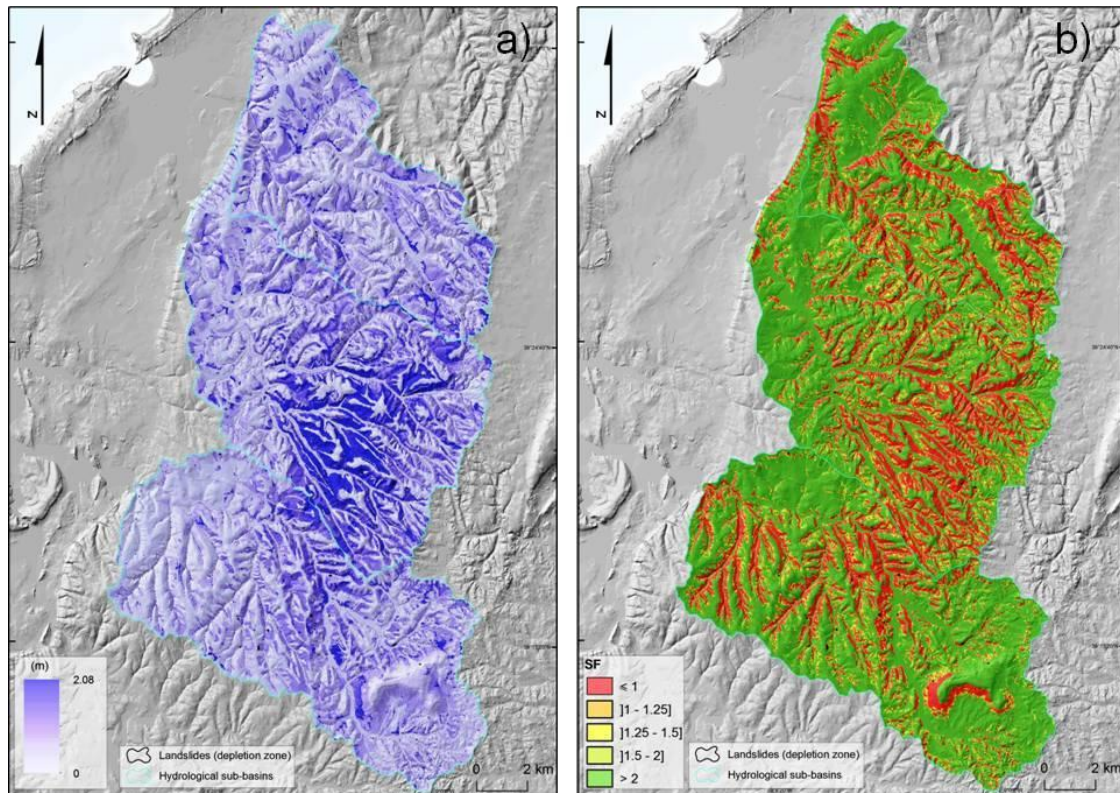 a)
N
(m)
2.08
0
Landslides (depletion zone)
Hydrological sub-basins
0 2 km
b)
N
SF
≤ 1
]1 - 1.25]
]1.25 - 1.5]
]1.5 - 2]
> 2
Landslides (depletion zone)
Hydrological sub-basins
0 2 km